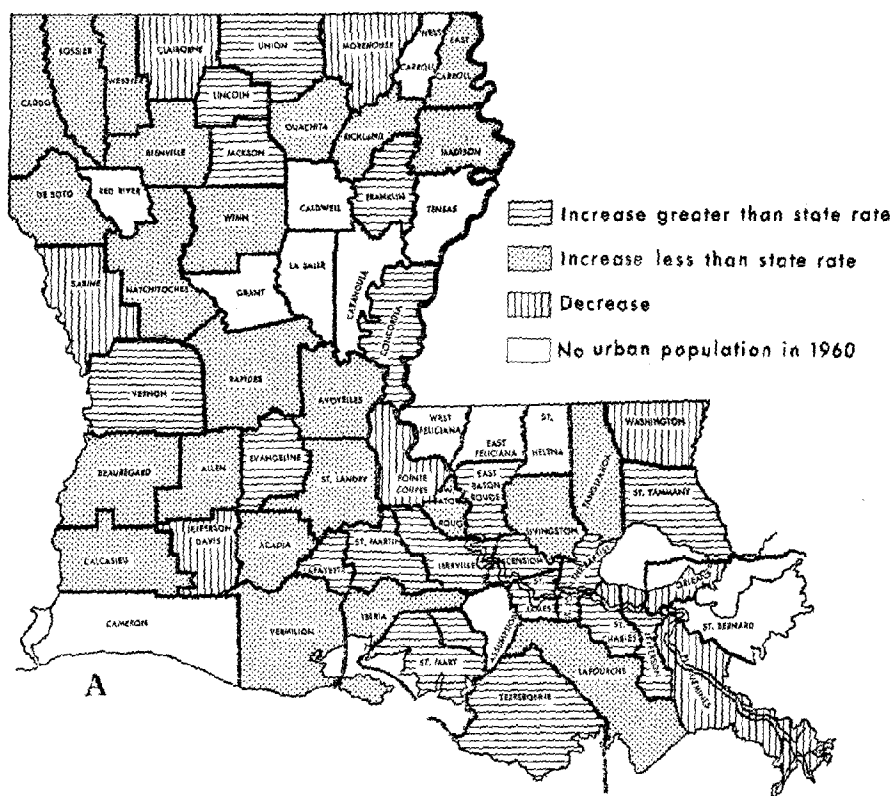 CLAIBORNE
UNION
MOREHOUSE
WEST
CARROLL
EAST
CARROLL
BOSSIER
WEBSTER
CADDO
LINCOLN
OUACHITA
RICHLAND
MADISON
BIENVILLE
JACKSON
DE SOTO
RED RIVER
CALDWELL
FRANKLIN
TENSAS
WINN
NATCHITOCHES
SABINE
GRANT
LA SALLE
CATAHOULA
CONCORDIA
Increase greater than state rate
Increase less than state rate
Decrease
No urban population in 1960
VERNON
RAPIDES
AVOYELLES
WEST
FELICIANA
EAST
FELICIANA
ST.
HELENA
TANGIPAHOA
WASHINGTON
BEAUREGARD
ALLEN
EVANGELINE
ST. LANDRY
POINTE
COUPEE
EAST
BATON
ROUGE
ST. TAMMANY
LIVINGSTON
JEFFERSON
DAVIS
ACADIA
ST. MARTIN
LAFAYETTE
IBERVILLE
ASCENSION
CALCASIEU
ORLEANS
ST. BERNARD
CAMERON
VERMILION
IBERIA
ASSUMPTION
ST.
CHARLES
ST. MARY
LAFOURCHE
TERREBONNE
A